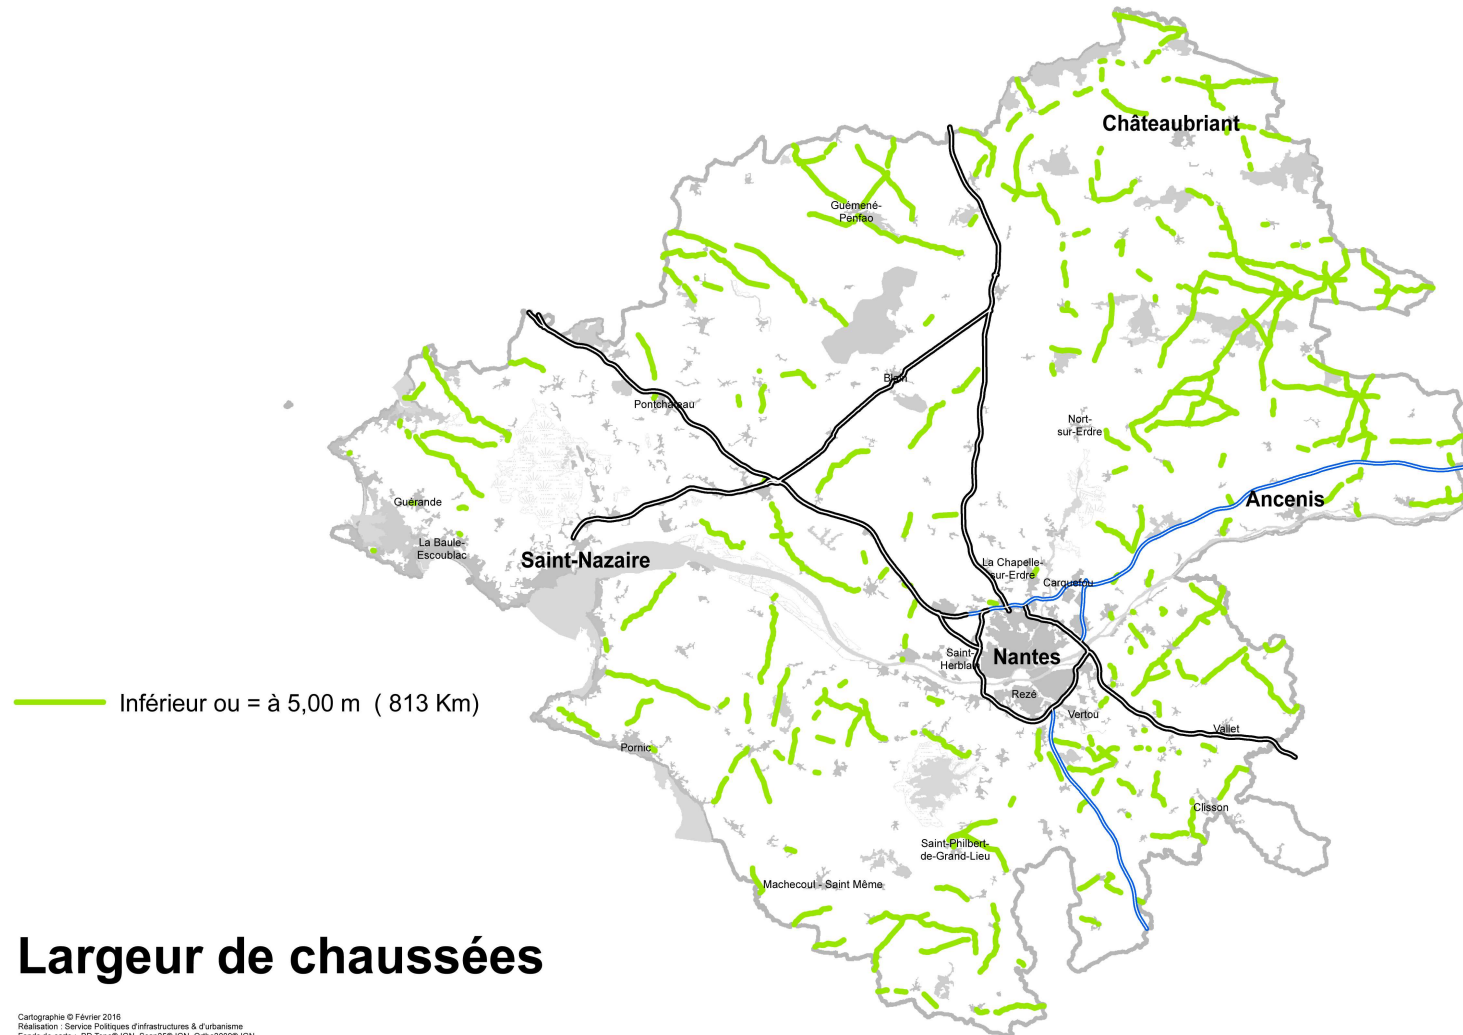 Châteaubriant
Guémené-
Penfao
Blain
Pontchateau
Nort-
sur-Erdre
Guérande
Ancenis
La Baule-
Escoublac
Saint-Nazaire
La Chapelle-
sur-Erdre
Carquefou
Saint-
Herblain
Nantes
Rezé
Vertou
Inférieur ou = à 5,00 m ( 813 Km)
Vallet
Pornic
Clisson
Saint-Philbert-
de-Grand-Lieu
Machecoul - Saint Même
Largeur de chaussées
Cartographie © Février 2016
Réalisation : Service Politiques d'infrastructures & d'urbanisme